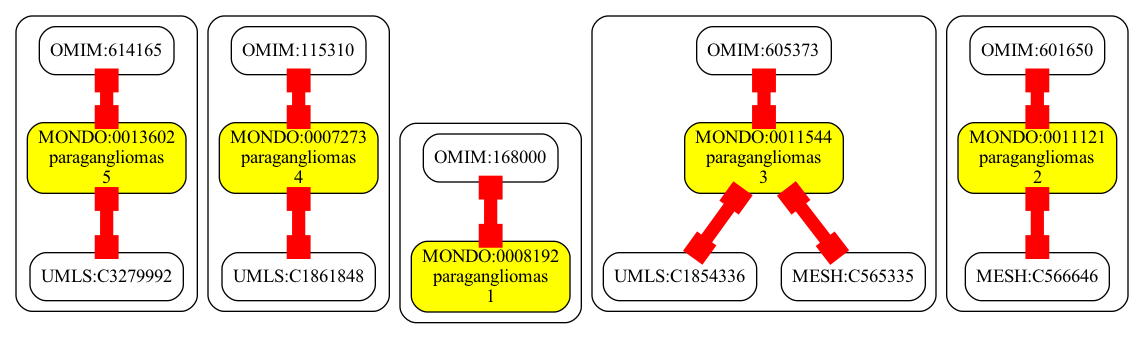 OMIM:614165
MONDO:0013602
paragangliomas
5
UMLS:C3279992
OMIM:115310
MONDO:0007273
paragangliomas
4
UMLS:C1861848
OMIM:168000
MONDO:0008192
paragangliomas
1
OMIM:605373
MONDO:0011544
paragangliomas
3
UMLS:C1854336
MESH:C565335
OMIM:601650
MONDO:0011121
paragangliomas
2
MESH:C566646